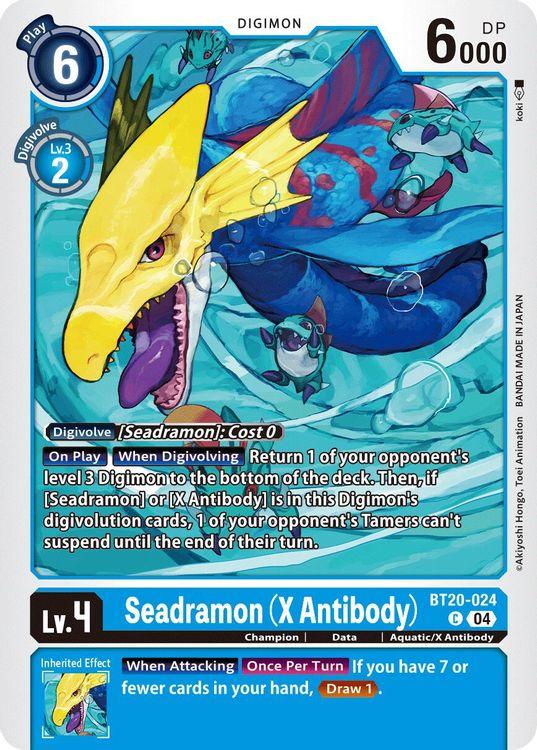 Play
6
DIGIMON
DP
6000
Digivolve
Lv.3
2
koki
Digivolve [Seadramon]: Cost 0
On Play When Digivolving Return 1 of your opponent's
level 3 Digimon to the bottom of the deck. Then, if
[Seadramon] or [X Antibody] is in this Digimon's
digivolution cards, 1 of your opponent's Tamers can't
suspend until the end of their turn.
©Akiyoshi Hongo, Toei Animation BANDAI MADE IN JAPAN
Lv.4
Seadramon (X Antibody)
BT20-024
C 04
Champion Data Aquatic/X Antibody
Inherited Effect
When Attacking Once Per Turn If you have 7 or
fewer cards in your hand, Draw 1.